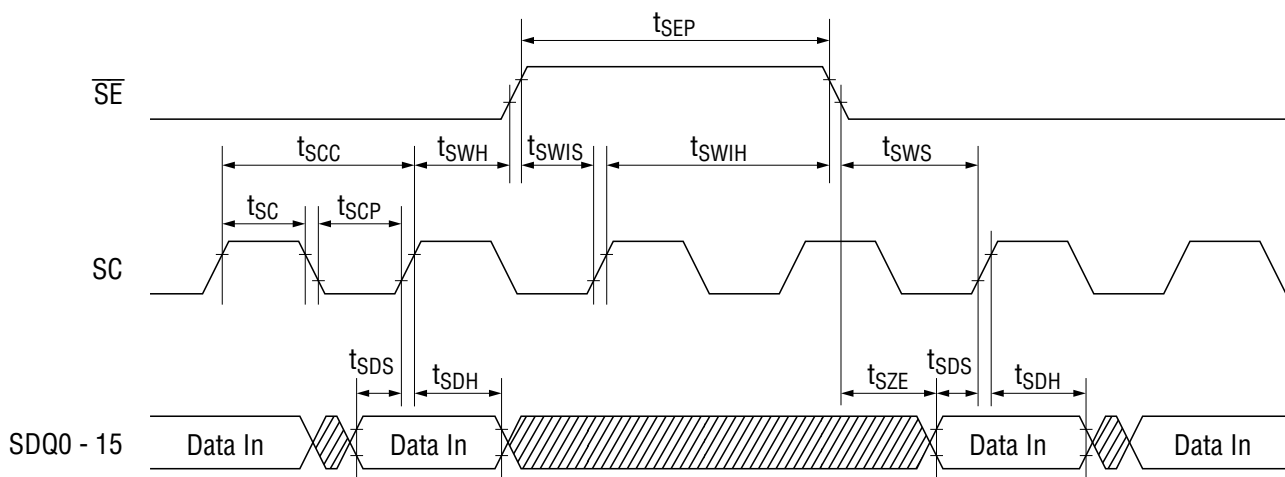 tSEP
SE
tSCC tSWH tSWIS tSWIH tSWS
tSC tSCP
SC
tSDS tSDH tSZE tSDS tSDH
SDQ0 - 15 Data In Data In Data In Data In